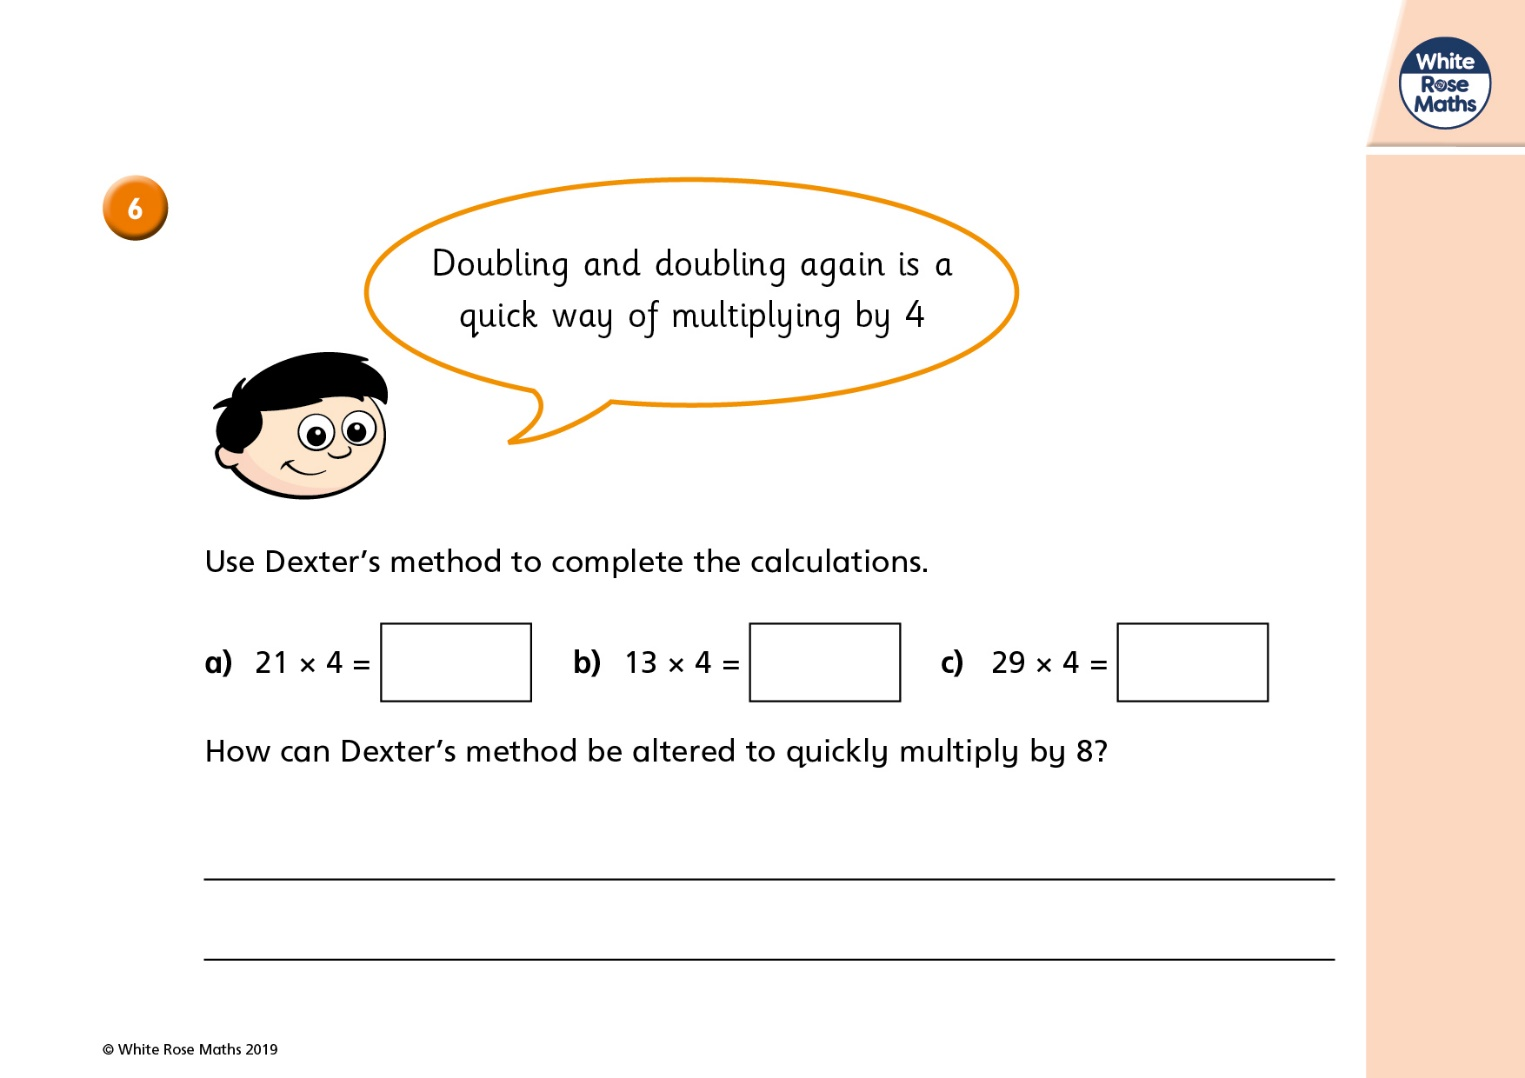 White
Rose
Maths
6
Doubling and doubling again is a
quick way of multiplying by 4
Use Dexter’s method to complete the calculations.
a) 21 × 4 = b) 13 × 4 = c) 29 × 4 =
How can Dexter’s method be altered to quickly multiply by 8?
© White Rose Maths 2019